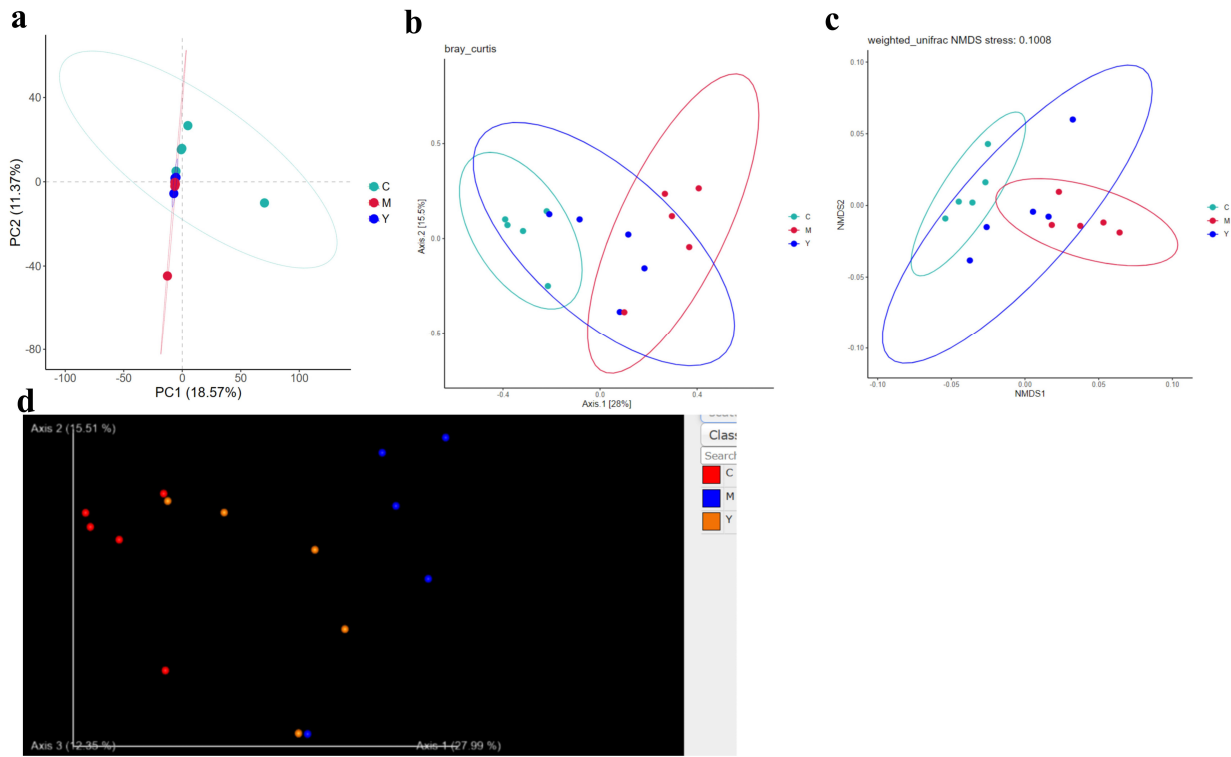 a
PC2 (11.37%)
40
0
-40
-80
-100
-50
0
50
100
PC1 (18.57%)
C
M
Y
b
bray_curtis
Axis.2 [15.5%]
0.5
0.0
0.5
-0.4
0.0
0.4
Axis.1 [28%]
C
M
Y
c
weighted_unifrac NMDS stress: 0.1008
NMDS2
0.10
0.05
0.00
-0.05
-0.10
-0.10
-0.05
0.00
0.05
0.10
NMDS1
C
M
Y
d
Axis 2 (15.51 %)
Axis 3 (12.35 %)
Axis 1 (27.99 %)
Clas
Search
C
M
Y